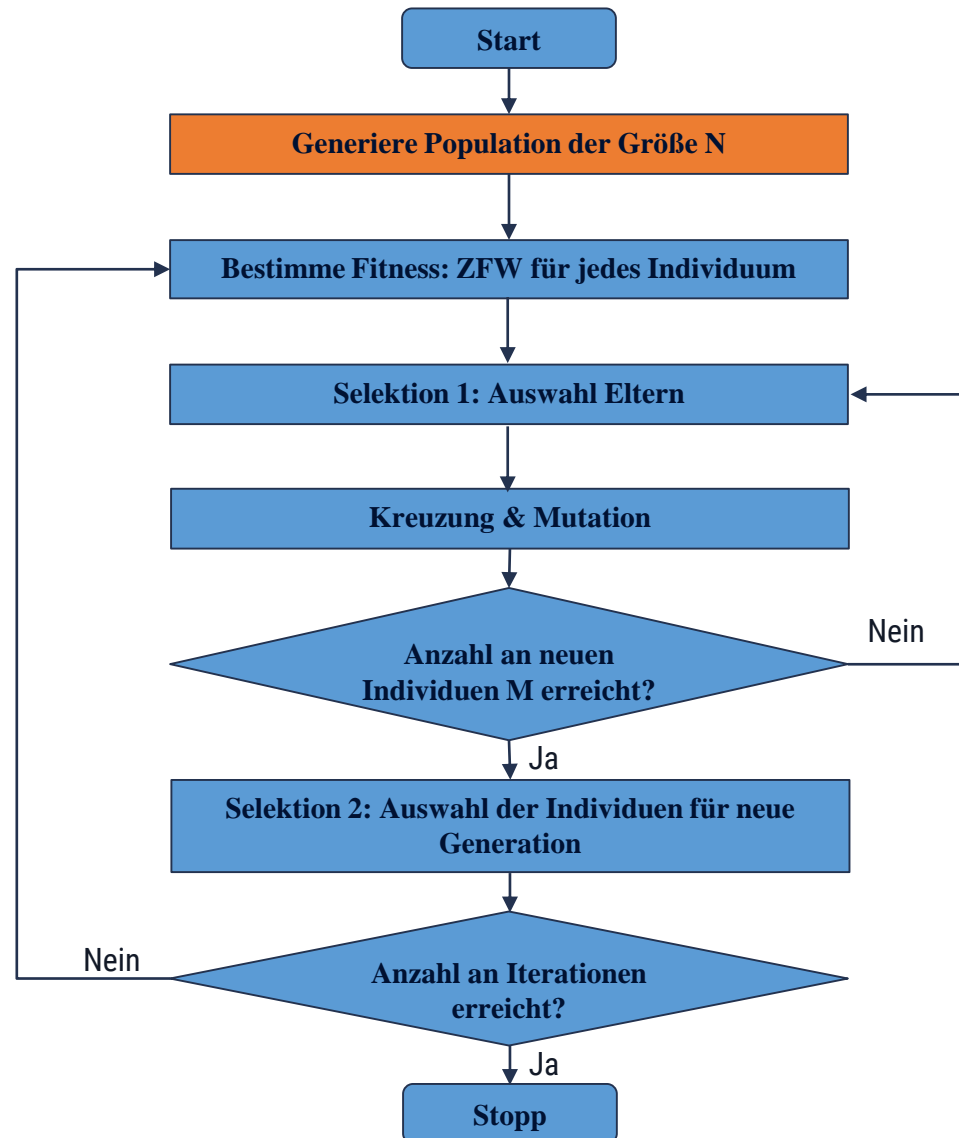 Start
Generiere Population der Größe N
Bestimme Fitness: ZFW für jedes Individuum
Selektion 1: Auswahl Eltern
Kreuzung & Mutation
Nein
Anzahl an neuen
Individuen M erreicht?
Ja
Selektion 2: Auswahl der Individuen für neue
Generation
Nein
Anzahl an Iterationen
erreicht?
Ja
Stopp